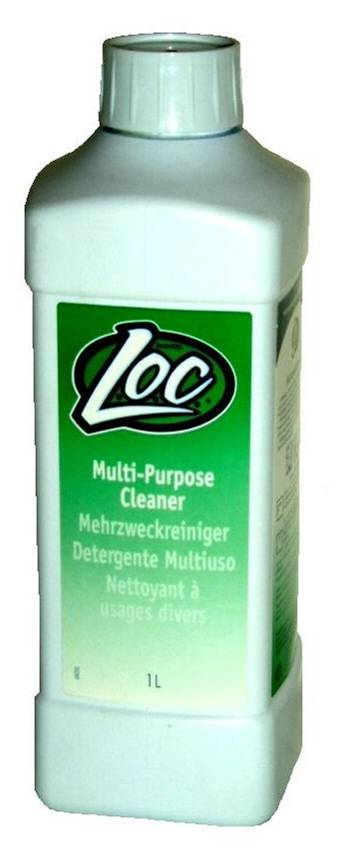 Loc
Multi-Purpose
Cleaner
Mehrzweckreiniger
Detergente Multiuso
Nettoyant à
usages divers
1L